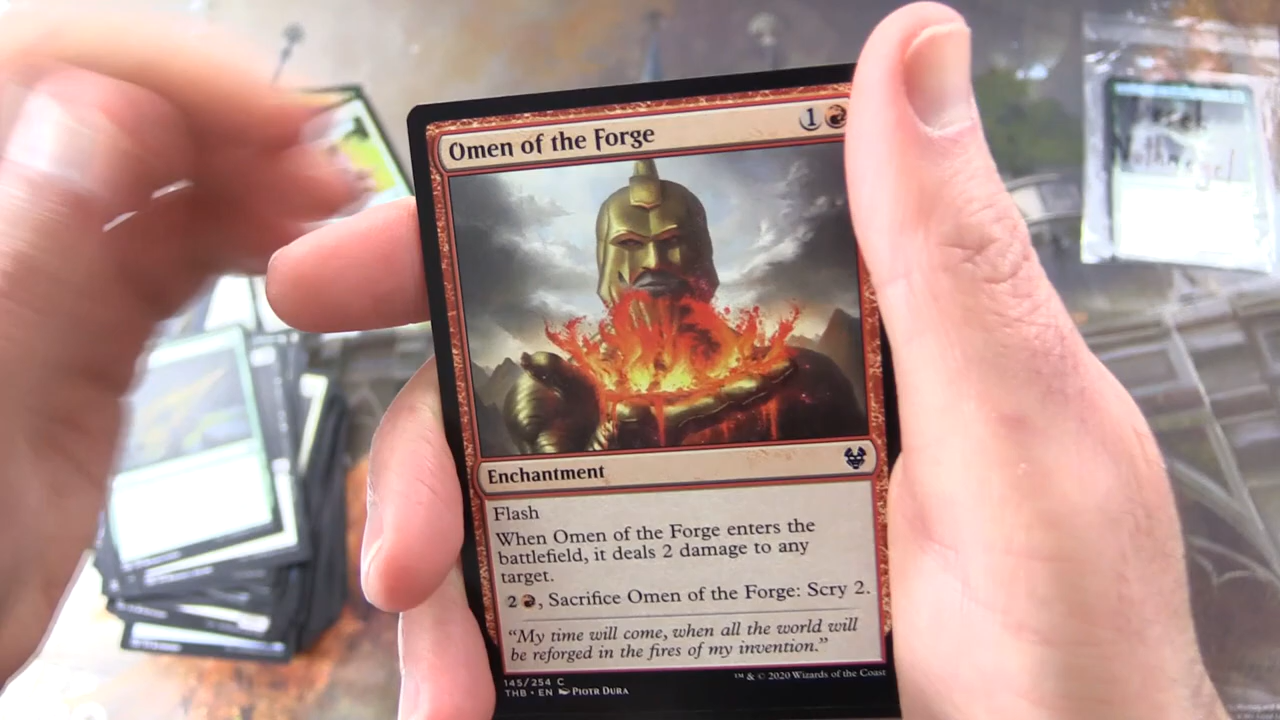 Omen of the Forge 1
Enchantment
Flash
When Omen of the Forge enters the
battlefield, it deals 2 damage to any
target.
2, Sacrifice Omen of the Forge: Scry 2.
“My time will come, when all the world will
be reforged in the fires of my invention.”
145/254 C
THB • EN Piotr Dura
™ & © 2020 Wizards of the Coast